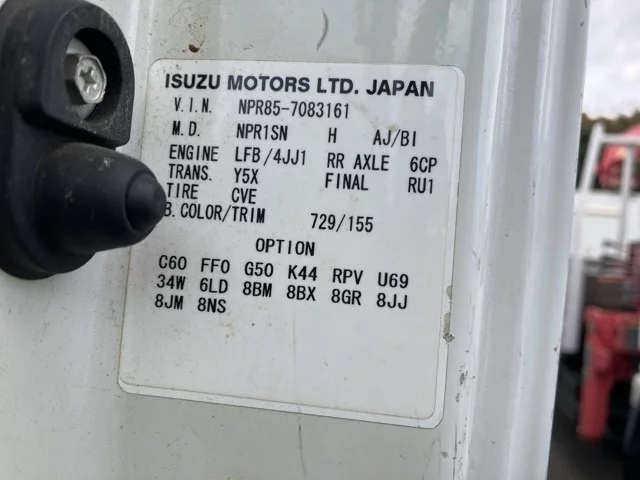 ISUZU MOTORS LTD. JAPAN
V.I.N. NPR85-7083161
M.D. NPR1SN H AJ/BI
ENGINE LFB/4JJ1 RR AXLE 6CP
TRANS. Y5X FINAL RU1
TIRE CVE
B.COLOR/TRIM 729/155
OPTION
C60 FF0 G50 K44 RPV U69
34W 6LD 8BM 8BX 8GR 8JJ
8JM 8NS